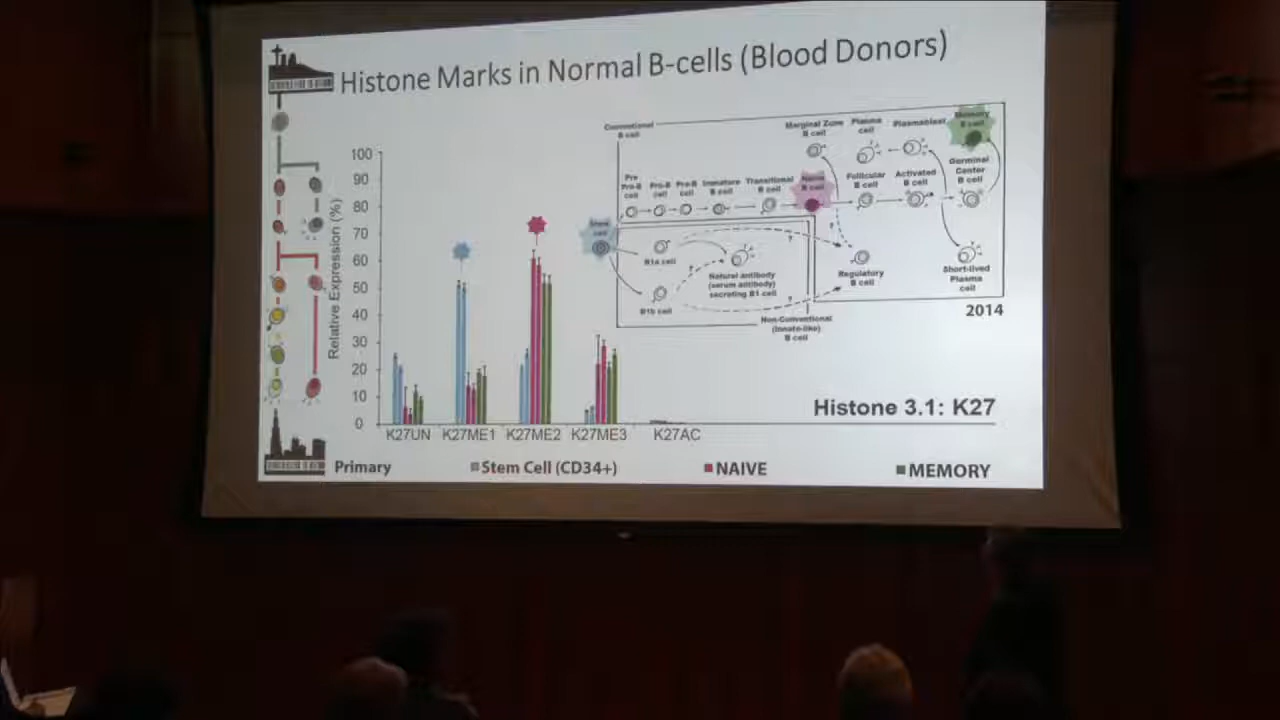 Histone Marks in Normal B-cells (Blood Donors)
Relative Expression (%)
100
90
80
70
60
50
40
30
20
10
0
K27UN K27ME1 K27ME2 K27ME3 K27AC
Conventional
B cell
Pre
Pro-B
cell
Pro-B
cell
Pre-B
cell
Immature
B cell
Transitional
B cell
Naive
B cell
Marginal Zone
B cell
Plasma
cell
Plasmablast
Memory
B cell
Follicular
B cell
Activated
B cell
Germinal
Center
B cell
Stem
cell
B1a cell
B1b cell
Natural antibody
(serum antibody)
secreting B1 cell
?
?
?
?
Regulatory
B cell
Short-lived
Plasma
cell
Non-Conventional
(innate-like)
B cell
2014
Histone 3.1: K27
Primary Stem Cell (CD34+) NAIVE MEMORY